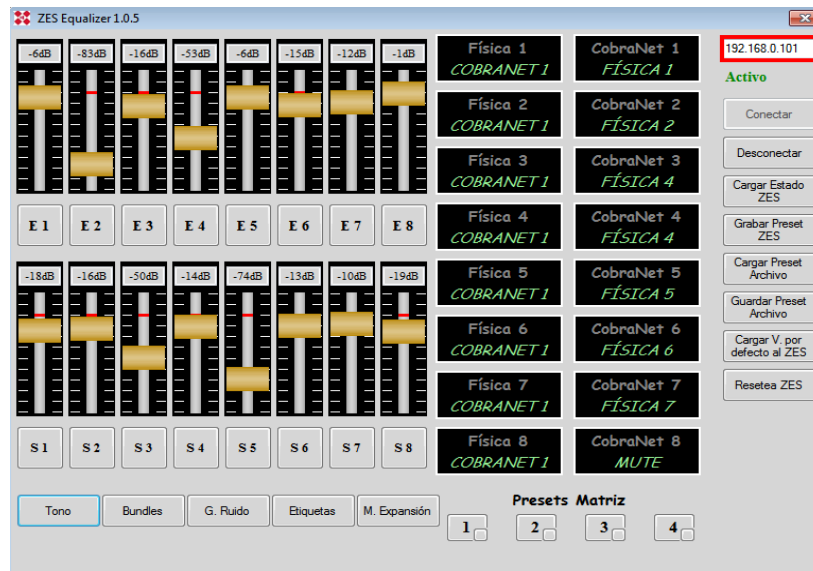 ZES Equalizer 1.0.5
-6dB -83dB -16dB -53dB -6dB -15dB -12dB -1dB
E 1 E 2 E 3 E 4 E 5 E 6 E 7 E 8
-18dB -16dB -50dB -14dB -74dB -13dB -10dB -19dB
S 1 S 2 S 3 S 4 S 5 S 6 S 7 S 8
Tono Bundles G. Ruido Etiquetas M. Expansión
Física 1
COBRANET 1
Física 2
COBRANET 1
Física 3
COBRANET 1
Física 4
COBRANET 1
Física 5
COBRANET 1
Física 6
COBRANET 1
Física 7
COBRANET 1
Física 8
COBRANET 1
CobraNet 1
FÍSICA 1
CobraNet 2
FÍSICA 2
CobraNet 3
FÍSICA 4
CobraNet 4
FÍSICA 4
CobraNet 5
FÍSICA 5
CobraNet 6
FÍSICA 6
CobraNet 7
FÍSICA 7
CobraNet 8
MUTE
Presets Matriz
1 2 3 4
192.168.0.101
Activo
Conectar
Desconectar
Cargar Estado
ZES
Grabar Preset
ZES
Cargar Preset
Archivo
Guardar Preset
Archivo
Cargar V. por
defecto al ZES
Resetea ZES